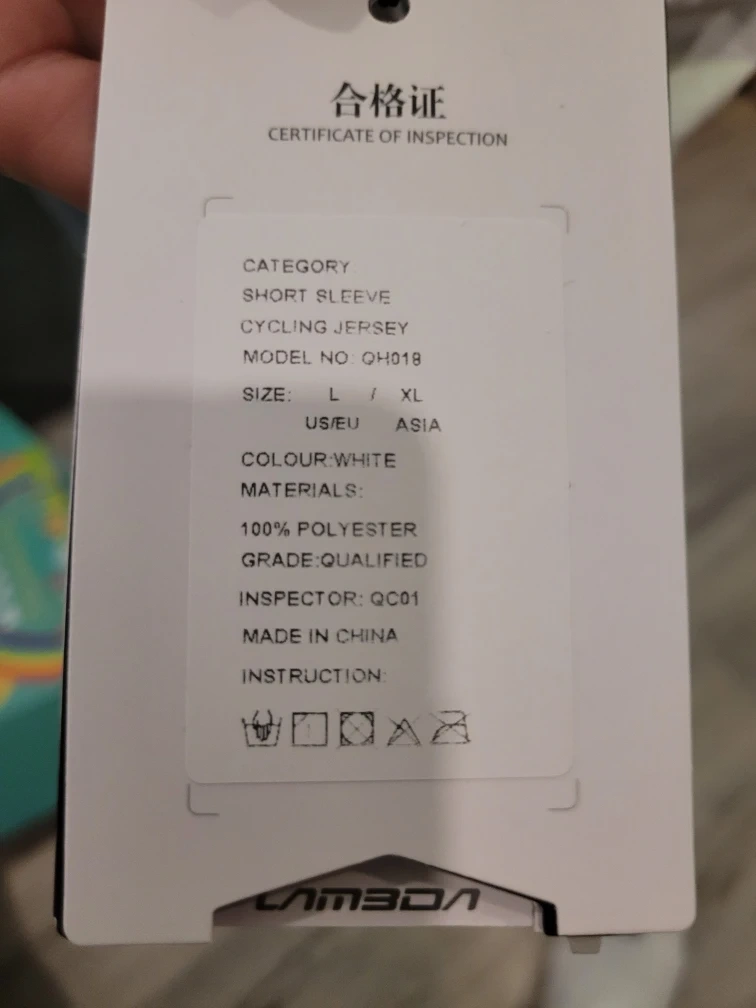 合格证
CERTIFICATE OF INSPECTION
CATEGORY
SHORT SLEEVE
CYCLING JERSEY
MODEL NO: QH018
SIZE: L / XL
US/EU ASIA
COLOUR:WHITE
MATERIALS:
100% POLYESTER
GRADE:QUALIFIED
INSPECTOR: QC01
MADE IN CHINA
INSTRUCTION:
LAMBDA